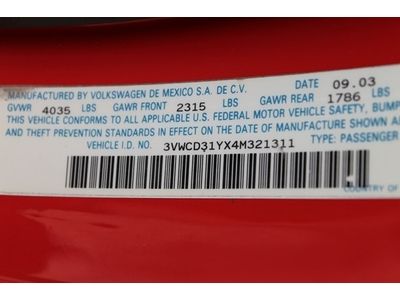 MANUFACTURED BY VOLKSWAGEN DE MEXICO S.A. DE C.V. DATE 09.03
GVWR 4035 LBS GAWR FRONT 2315 LBS GAWR REAR 1786 LBS
THIS VEHICLE CONFORMS TO ALL APPLICABLE U.S. FEDERAL MOTOR VEHICLE SAFETY, BUMP
AND THEFT PREVENTION STANDARDS IN EFFECT ON THE DATE OF MANUFACTURE
VEHICLE I.D. NO. 3VWCD31YX4M321311 TYPE: PASSENGER
COUNTRY OF